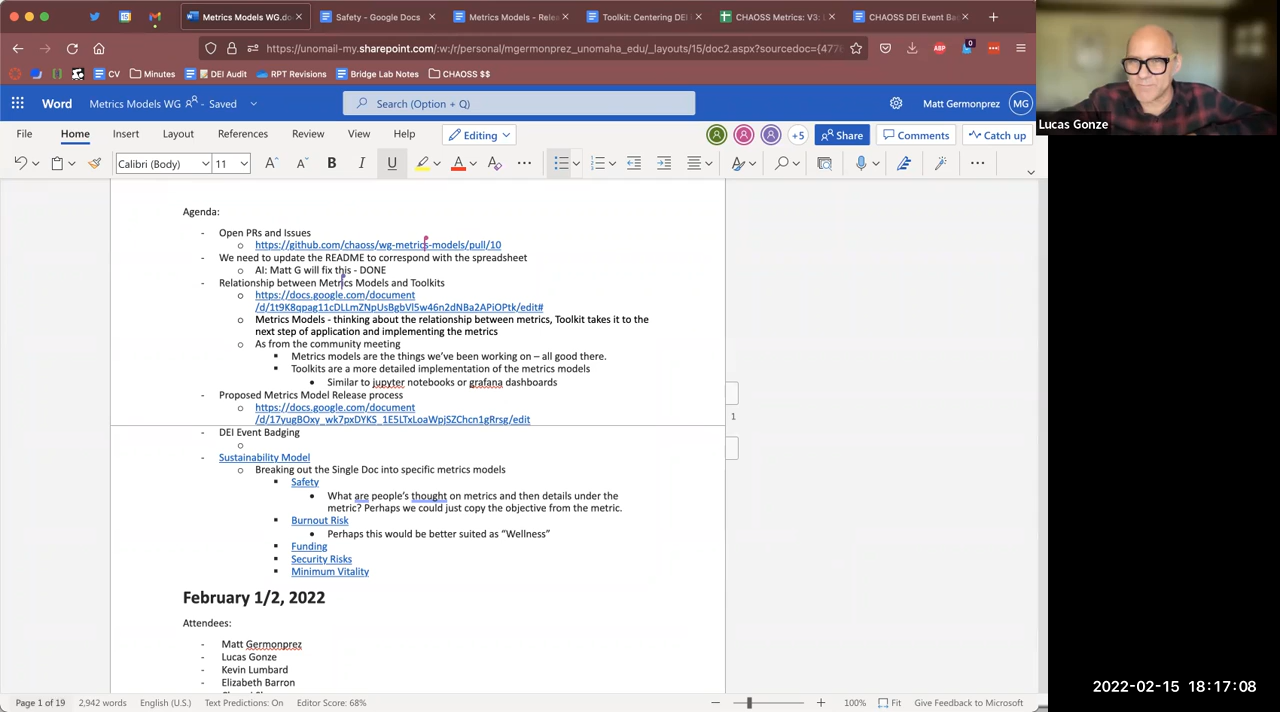 Metrics Models WG.do
Safety - Google Docs
Metrics Models - Rele
Toolkit: Centering DEI
CHAOSS Metrics: V3: L
CHAOSS DEI Event Ba
https://unomail-my.sharepoint.com/:w:/r/personal/mgermonprez_unomaha_edu/_layouts/15/doc2.aspx?sourcedoc={477
ABP
0
CV
Minutes
DEI Audit
RPT Revisions
Bridge Lab Notes
CHAOSS $$
Word
Metrics Models WG
- Saved
Search (Option + Q)
Matt Germonprez
MG
Lucas Gonze
File
Home
Insert
Layout
References
Review
View
Help
Editing
+5
Share
Comments
Catch up
Calibri (Body)
11
Agenda:
- Open PRs and Issues
o https://github.com/chaoss/wg-metrics-models/pull/10
- We need to update the README to correspond with the spreadsheet
o AI: Matt G will fix this - DONE
- Relationship between Metrics Models and Toolkits
o https://docs.google.com/document
/d/1t9K8qpag11cDLLmZNpUsBgbVl5w46n2dNBa2APiOPtk/edit#
o Metrics Models - thinking about the relationship between metrics, Toolkit takes it to the
next step of application and implementing the metrics
o As from the community meeting
▪ Metrics models are the things we've been working on – all good there.
▪ Toolkits are a more detailed implementation of the metrics models
• Similar to jupyter notebooks or grafana dashboards
- Proposed Metrics Model Release process
o https://docs.google.com/document
/d/17yugBOxy_wk7pxDYKS_1E5LTxLoaWpjSZChcn1gRrsg/edit
- DEI Event Badging
o
- Sustainability Model
o Breaking out the Single Doc into specific metrics models
▪ Safety
• What are people's thought on metrics and then details under the
metric? Perhaps we could just copy the objective from the metric.
▪ Burnout Risk
• Perhaps this would be better suited as "Wellness"
▪ Funding
▪ Security Risks
▪ Minimum Vitality
1
February 1/2, 2022
Attendees:
- Matt Germonprez
- Lucas Gonze
- Kevin Lumbard
- Elizabeth Barron
2022-02-15 18:17:08
Page 1 of 19
2,942 words
English (U.S.)
Text Predictions: On
Editor Score: 68%
100%
Fit
Give Feedback to Microsoft